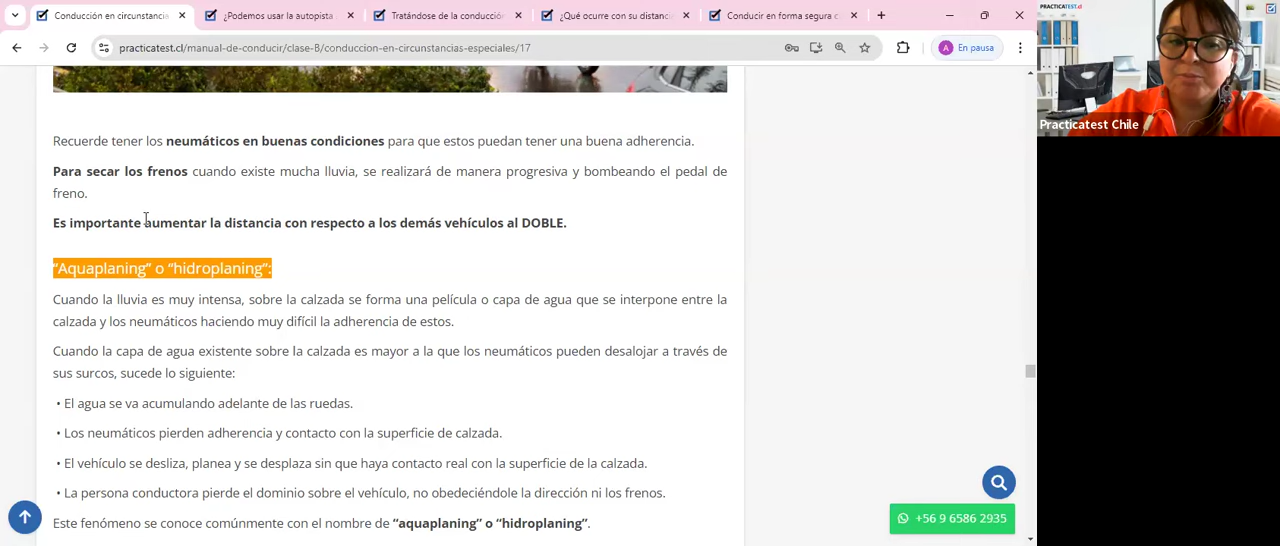 Conducción en circunstancia
¿Podemos usar la autopista
Tratándose de la conducción
¿Qué ocurre con su distanci
Conducir en forma segura c
practicatest.cl/manual-de-conducir/clase-B/conduccion-en-circunstancias-especiales/17
A En pausa
PRACTICATEST.cl
Practicatest Chile
Recuerde tener los neumáticos en buenas condiciones para que estos puedan tener una buena adherencia.
Para secar los frenos cuando existe mucha lluvia, se realizará de manera progresiva y bombeando el pedal de
freno.
Es importante aumentar la distancia con respecto a los demás vehículos al DOBLE.
“Aquaplaning” o “hidroplaning”:
Cuando la lluvia es muy intensa, sobre la calzada se forma una película o capa de agua que se interpone entre la
calzada y los neumáticos haciendo muy difícil la adherencia de estos.
Cuando la capa de agua existente sobre la calzada es mayor a la que los neumáticos pueden desalojar a través de
sus surcos, sucede lo siguiente:
• El agua se va acumulando adelante de las ruedas.
• Los neumáticos pierden adherencia y contacto con la superficie de calzada.
• El vehículo se desliza, planea y se desplaza sin que haya contacto real con la superficie de la calzada.
• La persona conductora pierde el dominio sobre el vehículo, no obedeciéndole la dirección ni los frenos.
Este fenómeno se conoce comúnmente con el nombre de “aquaplaning” o “hidroplaning”.
+56 9 6586 2935